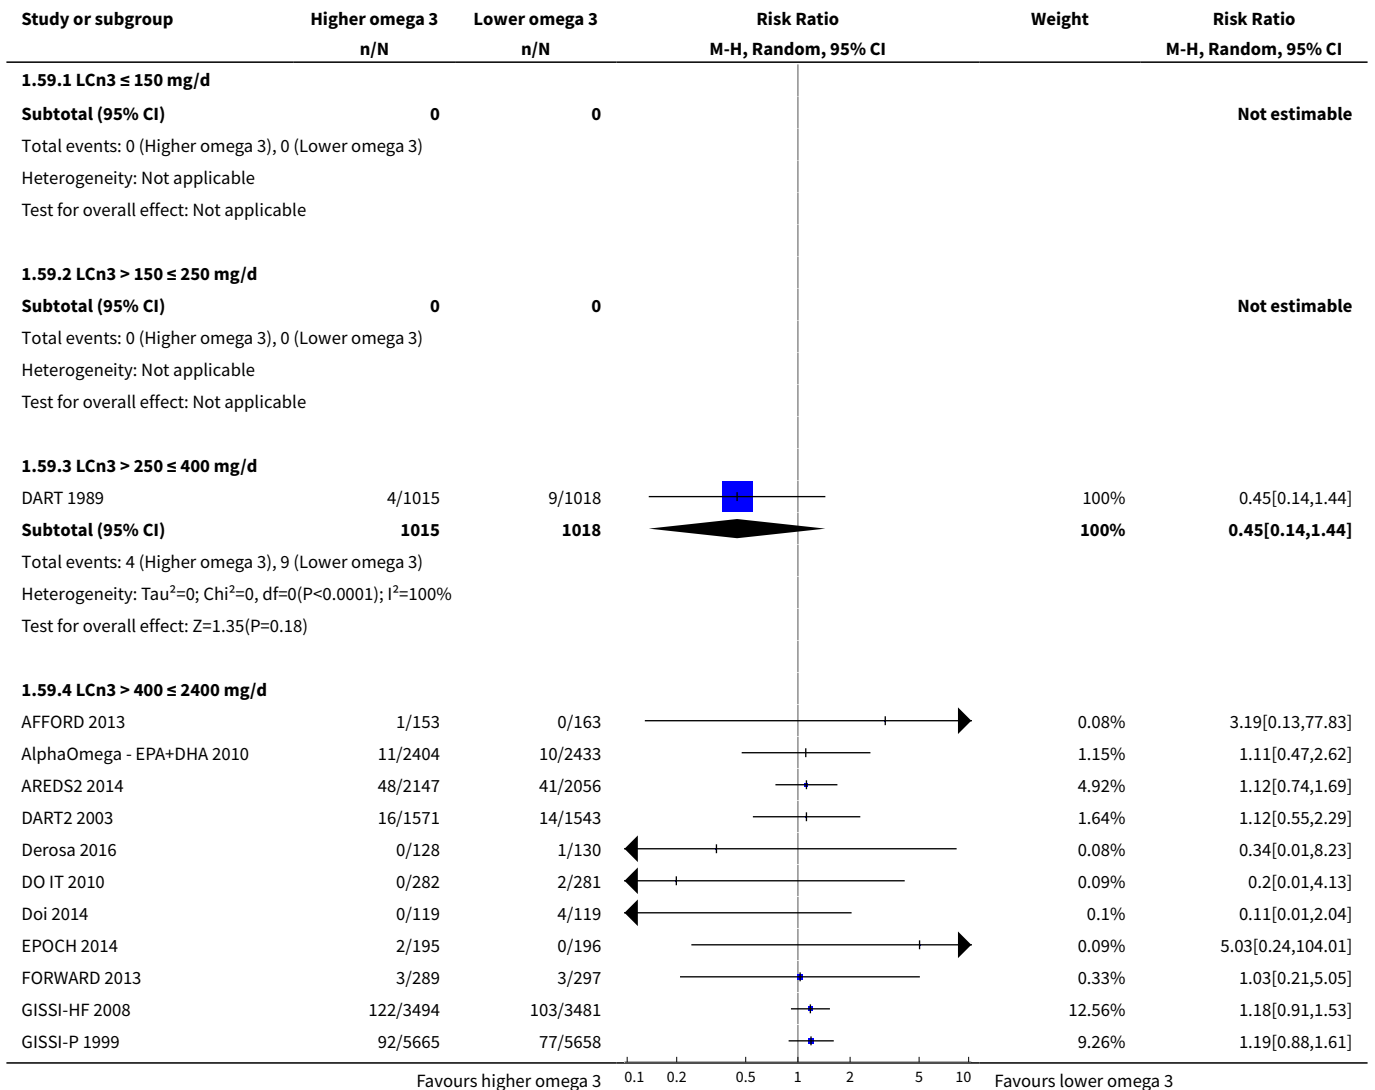 Study or subgroup Higher omega 3 Lower omega 3 Risk Ratio Weight Risk Ratio
n/N n/N M-H, Random, 95% CI M-H, Random, 95% CI
1.59.1 LCn3 ≤ 150 mg/d
Subtotal (95% CI) 0 0 Not estimable
Total events: 0 (Higher omega 3), 0 (Lower omega 3)
Heterogeneity: Not applicable
Test for overall effect: Not applicable
1.59.2 LCn3 > 150 ≤ 250 mg/d
Subtotal (95% CI) 0 0 Not estimable
Total events: 0 (Higher omega 3), 0 (Lower omega 3)
Heterogeneity: Not applicable
Test for overall effect: Not applicable
1.59.3 LCn3 > 250 ≤ 400 mg/d
DART 1989 4/1015 9/1018 100% 0.45[0.14,1.44]
Subtotal (95% CI) 1015 1018 100% 0.45[0.14,1.44]
Total events: 4 (Higher omega 3), 9 (Lower omega 3)
Heterogeneity: Tau²=0; Chi²=0, df=0(P<0.0001); I²=100%
Test for overall effect: Z=1.35(P=0.18)
1.59.4 LCn3 > 400 ≤ 2400 mg/d
AFFORD 2013 1/153 0/163 0.08% 3.19[0.13,77.83]
AlphaOmega - EPA+DHA 2010 11/2404 10/2433 1.15% 1.11[0.47,2.62]
AREDS2 2014 48/2147 41/2056 4.92% 1.12[0.74,1.69]
DART2 2003 16/1571 14/1543 1.64% 1.12[0.55,2.29]
Derosa 2016 0/128 1/130 0.08% 0.34[0.01,8.23]
DO IT 2010 0/282 2/281 0.09% 0.2[0.01,4.13]
Doi 2014 0/119 4/119 0.1% 0.11[0.01,2.04]
EPOCH 2014 2/195 0/196 0.09% 5.03[0.24,104.01]
FORWARD 2013 3/289 3/297 0.33% 1.03[0.21,5.05]
GISSI-HF 2008 122/3494 103/3481 12.56% 1.18[0.91,1.53]
GISSI-P 1999 92/5665 77/5658 9.26% 1.19[0.88,1.61]
Favours higher omega 3 0.1 0.2 0.5 1 2 5 10 Favours lower omega 3